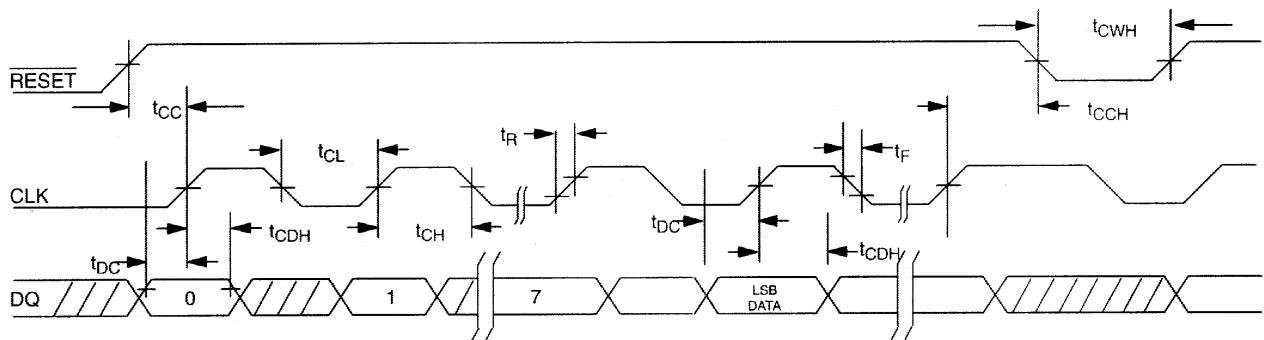 tCWH
RESET
tCC
tCCH
tR
tF
tCL
CLK
tDC
tCDH
tCH
tDC
tCDH
DQ
0
1
7
LSB
DATA